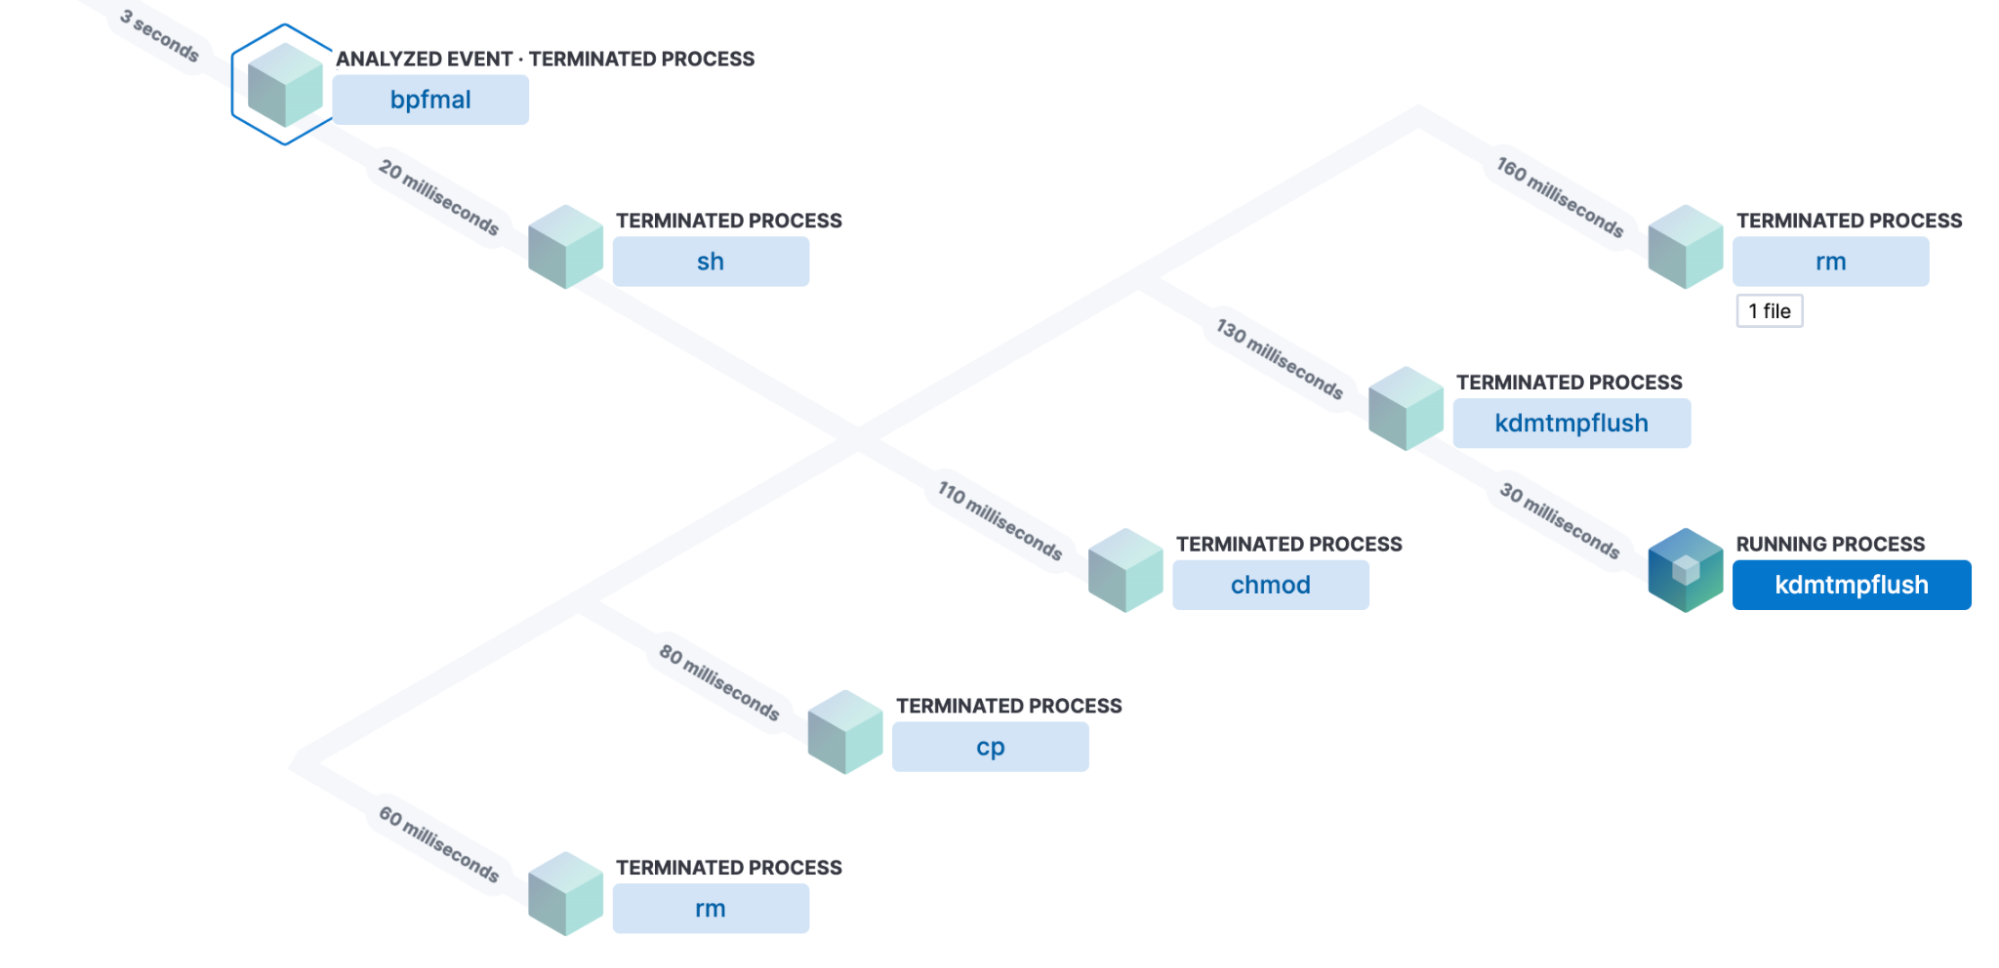 3 seconds
ANALYZED EVENT · TERMINATED PROCESS
bpfmal
20 milliseconds
TERMINATED PROCESS
sh
160 milliseconds
TERMINATED PROCESS
rm
1 file
130 milliseconds
TERMINATED PROCESS
kdmtmpflush
30 milliseconds
RUNNING PROCESS
kdmtmpflush
110 milliseconds
TERMINATED PROCESS
chmod
80 milliseconds
TERMINATED PROCESS
cp
60 milliseconds
TERMINATED PROCESS
rm